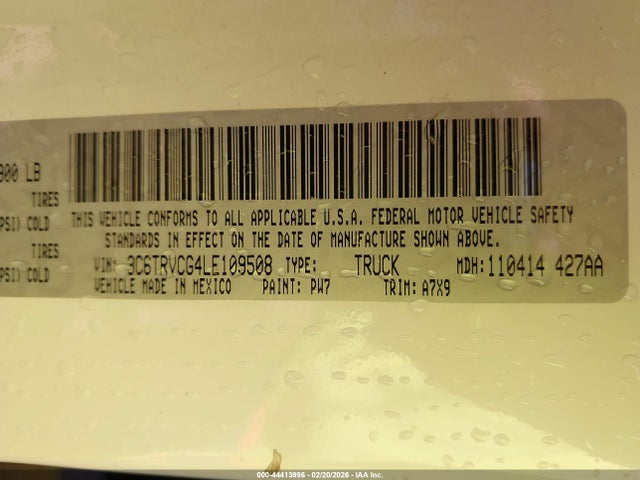 900 LB
TIRES
PSI) COLD
TIRES
PSI) COLD
THIS VEHICLE CONFORMS TO ALL APPLICABLE U.S.A. FEDERAL MOTOR VEHICLE SAFETY
STANDARDS IN EFFECT ON THE DATE OF MANUFACTURE SHOWN ABOVE.
VIN: 3C6TRVCG4LE109508 TYPE: TRUCK MDH: 110414 427AA
VEHICLE MADE IN MEXICO PAINT: PW7 TRIM: A7X9
000-44413996 - 02/20/2026 - IAA Inc.